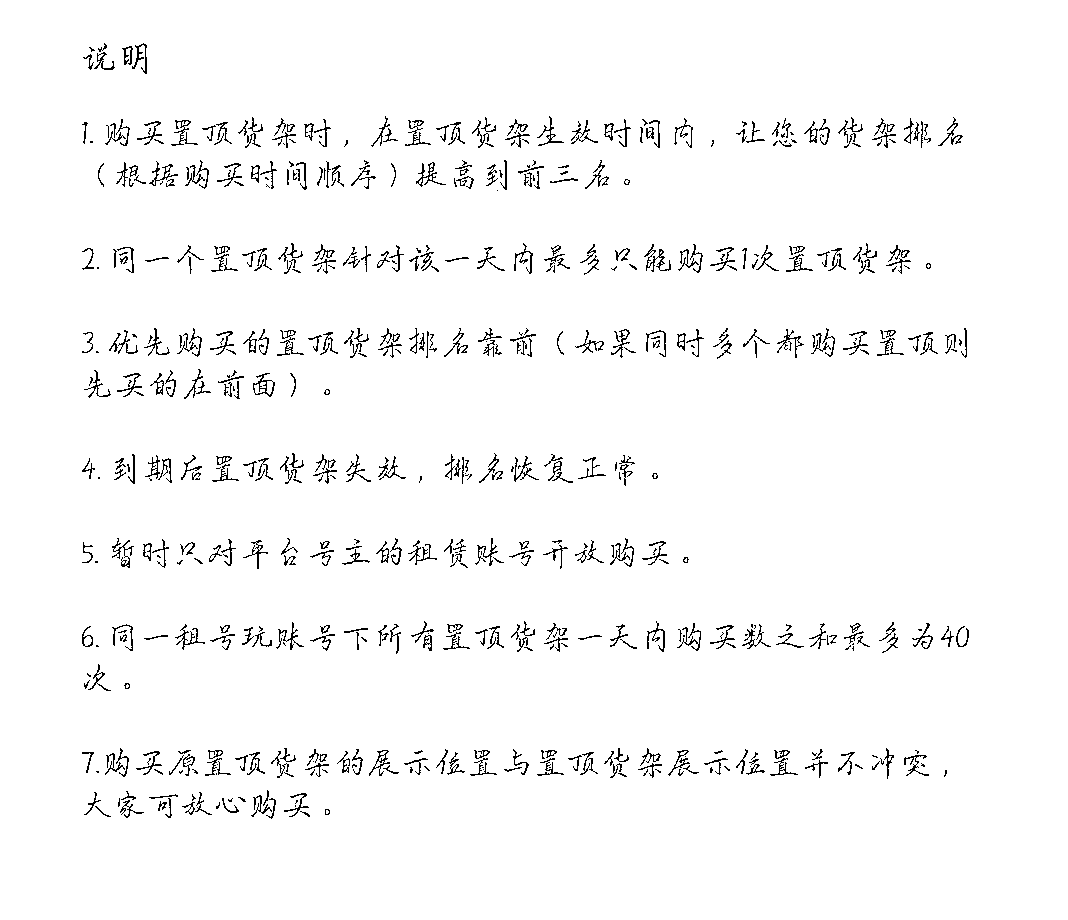 说明
1.购买置顶货架时，在置顶货架生效时间内，让您的货架排名
（根据购买时间顺序）提高到前三名。
2.同一个置顶货架针对该一天内最多只能购买1次置顶货架。
3.优先购买的置顶货架排名靠前（如果同时多个都购买置顶则
先买的在前面）。
4.到期后置顶货架失效，排名恢复正常。
5.暂时只对平台号主的租赁账号开放购买。
6.同一租号玩账号下所有置顶货架一天内购买数之和最多为40
次。
7.购买原置顶货架的展示位置与置顶货架展示位置并不冲突，
大家可放心购买。